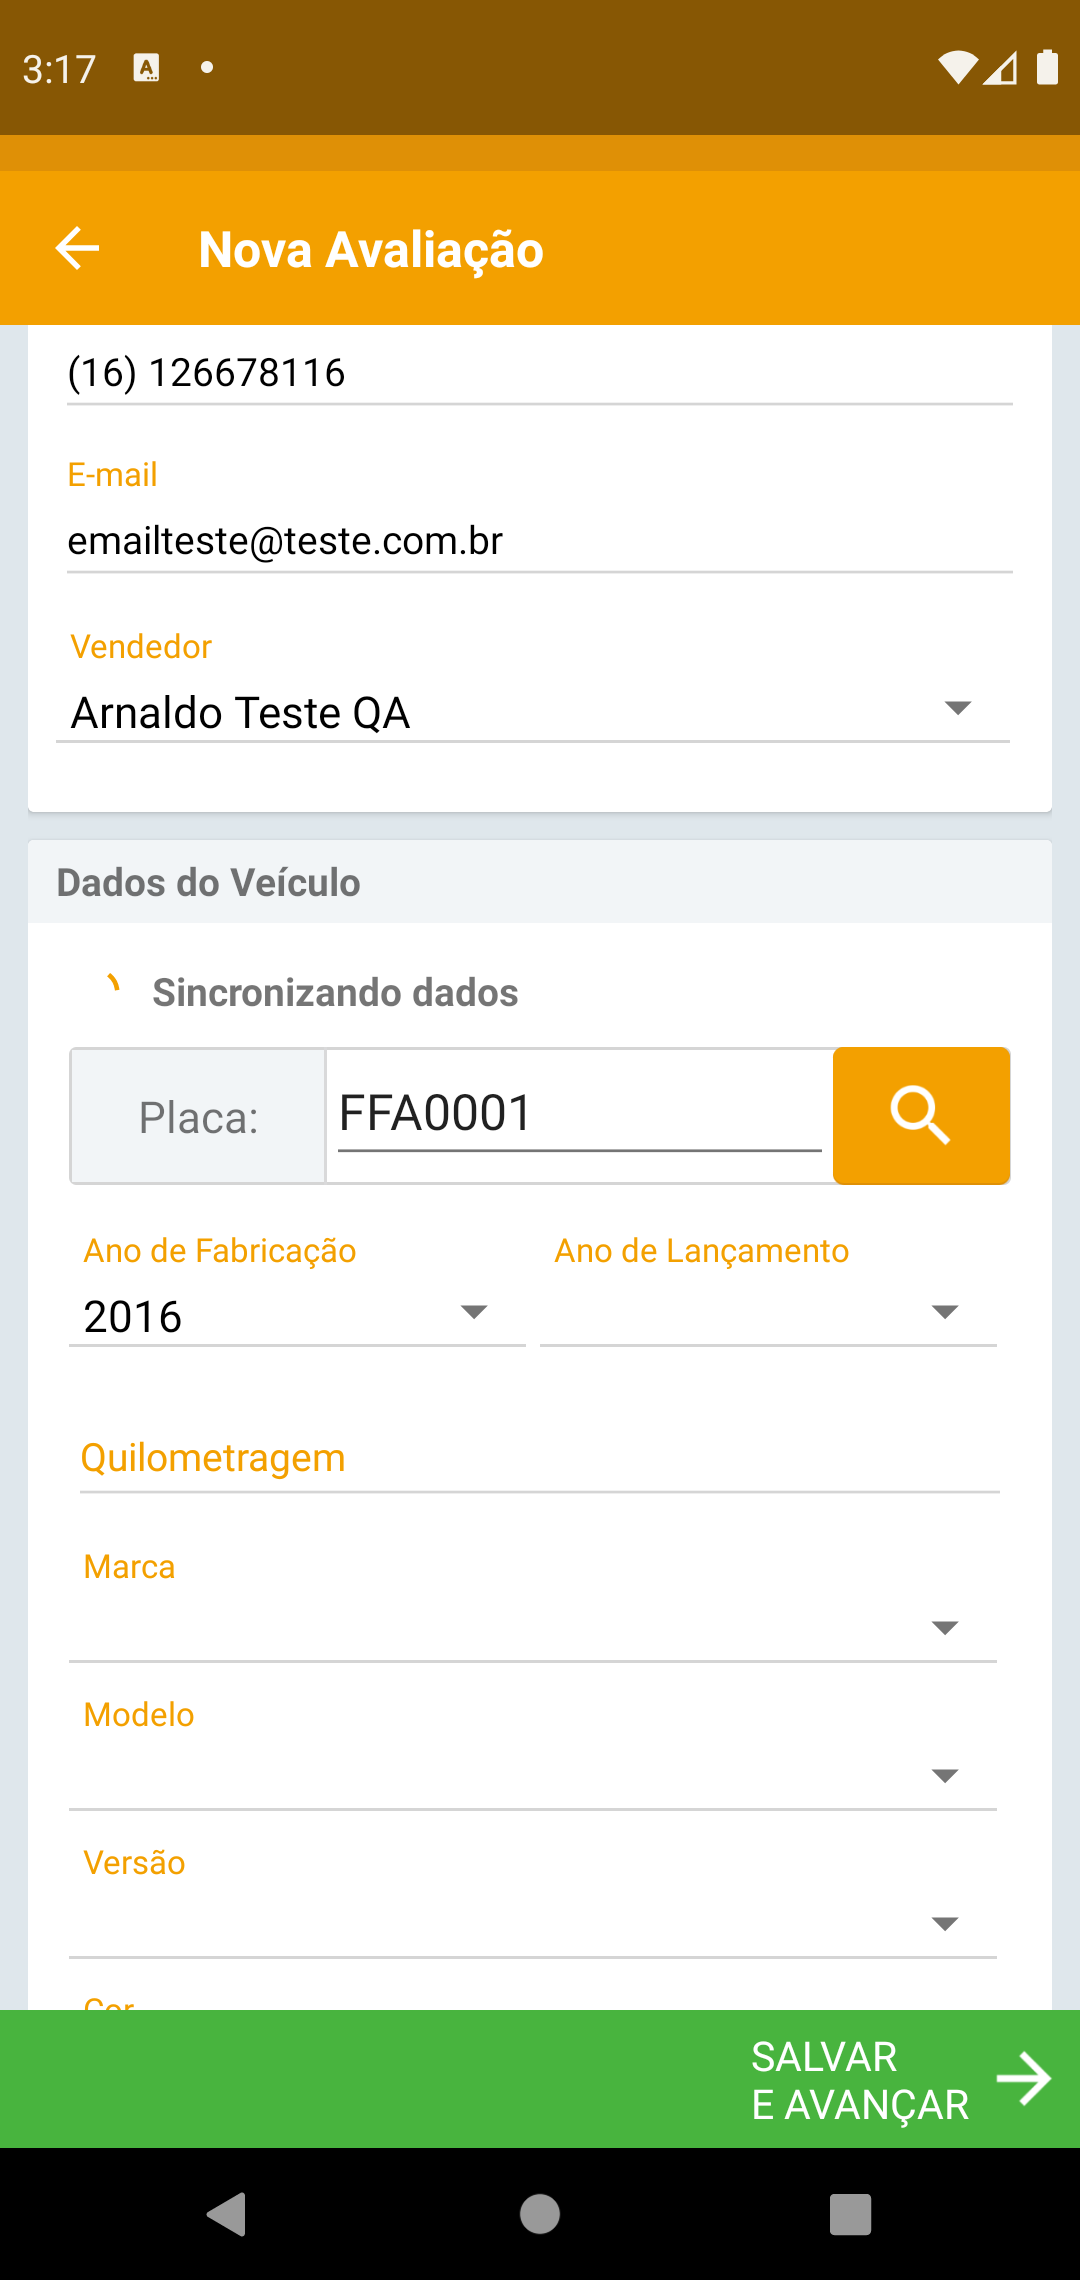 3:17
Nova Avaliação
(16) 126678116
E-mail
emailteste@teste.com.br
Vendedor
Arnaldo Teste QA
Dados do Veículo
Sincronizando dados
Placa: FFA0001
Ano de Fabricação Ano de Lançamento
2016
Quilometragem
Marca
Modelo
Versão
Cor
SALVAR
E AVANÇAR